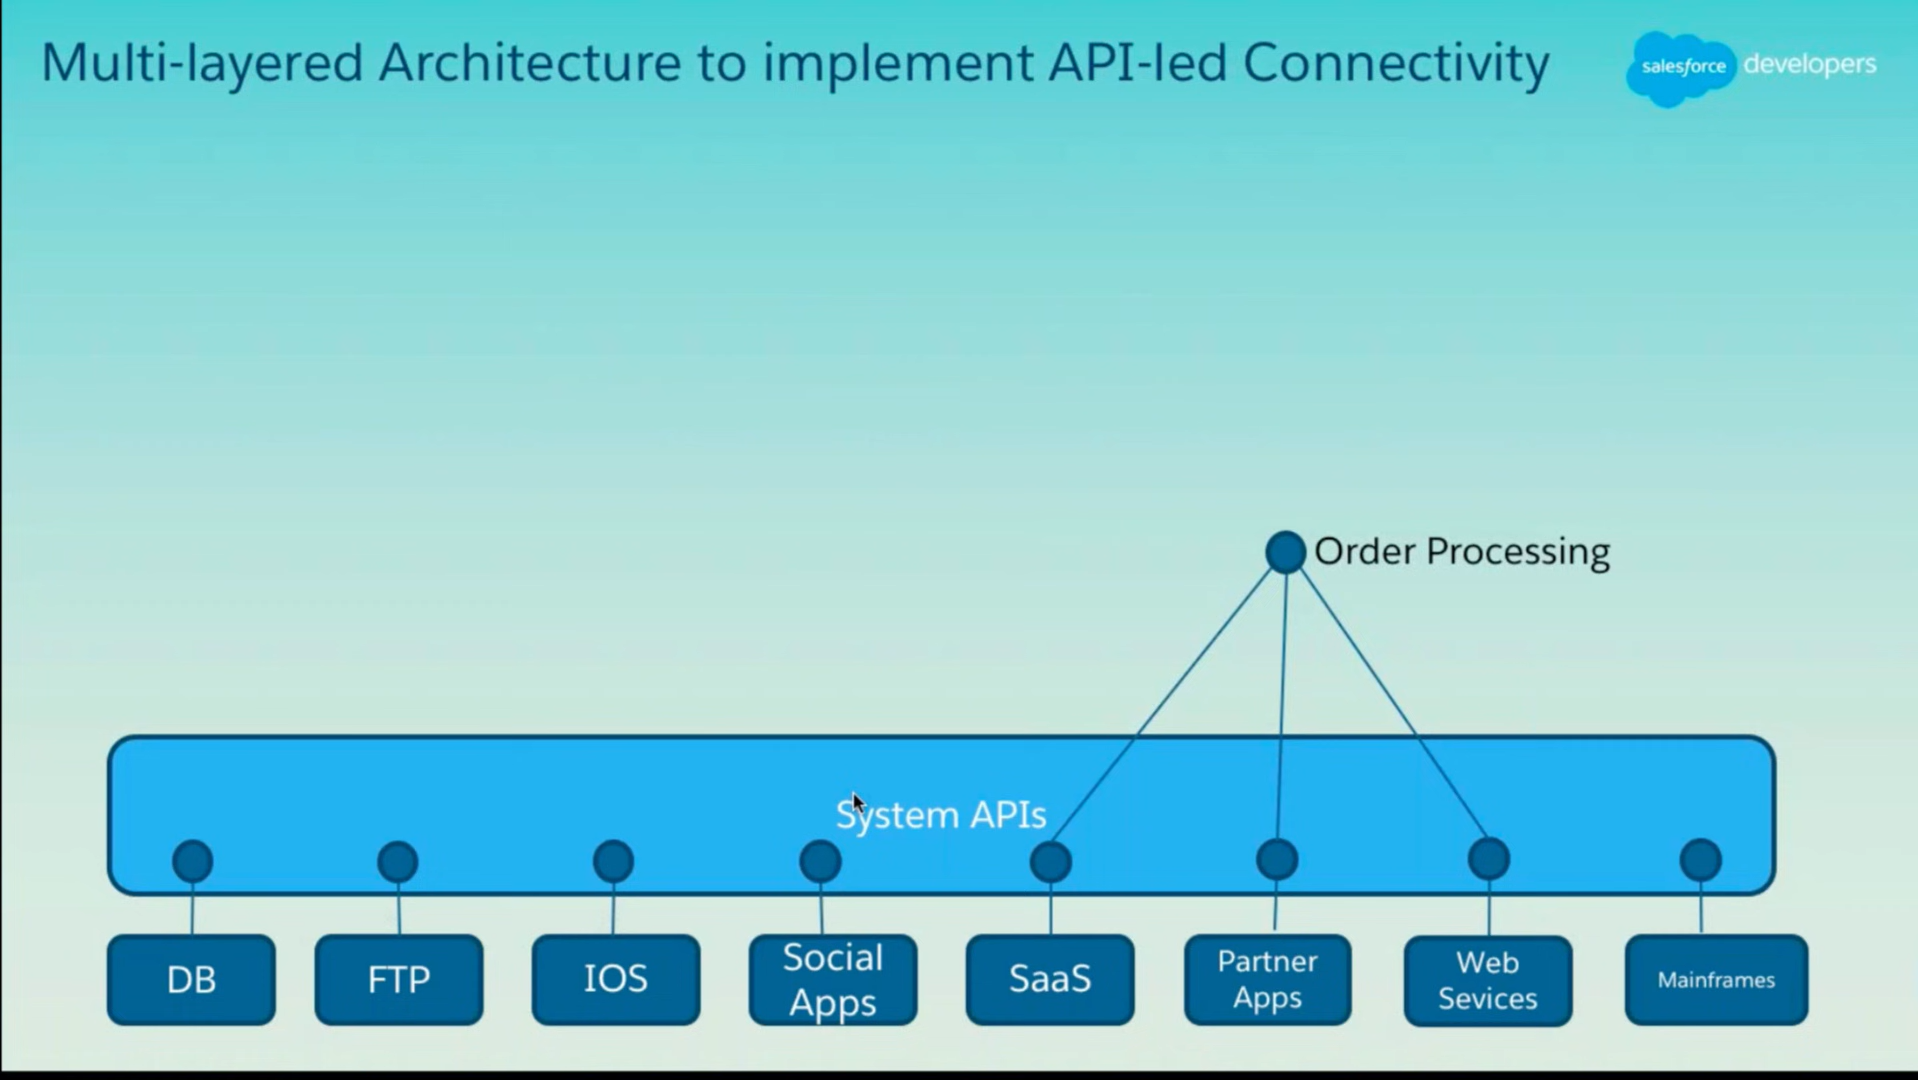 Multi-layered Architecture to implement API-led Connectivity
salesforce developers
Order Processing
System APIs
DB
FTP
IOS
Social
Apps
SaaS
Partner
Apps
Web
Sevices
Mainframes